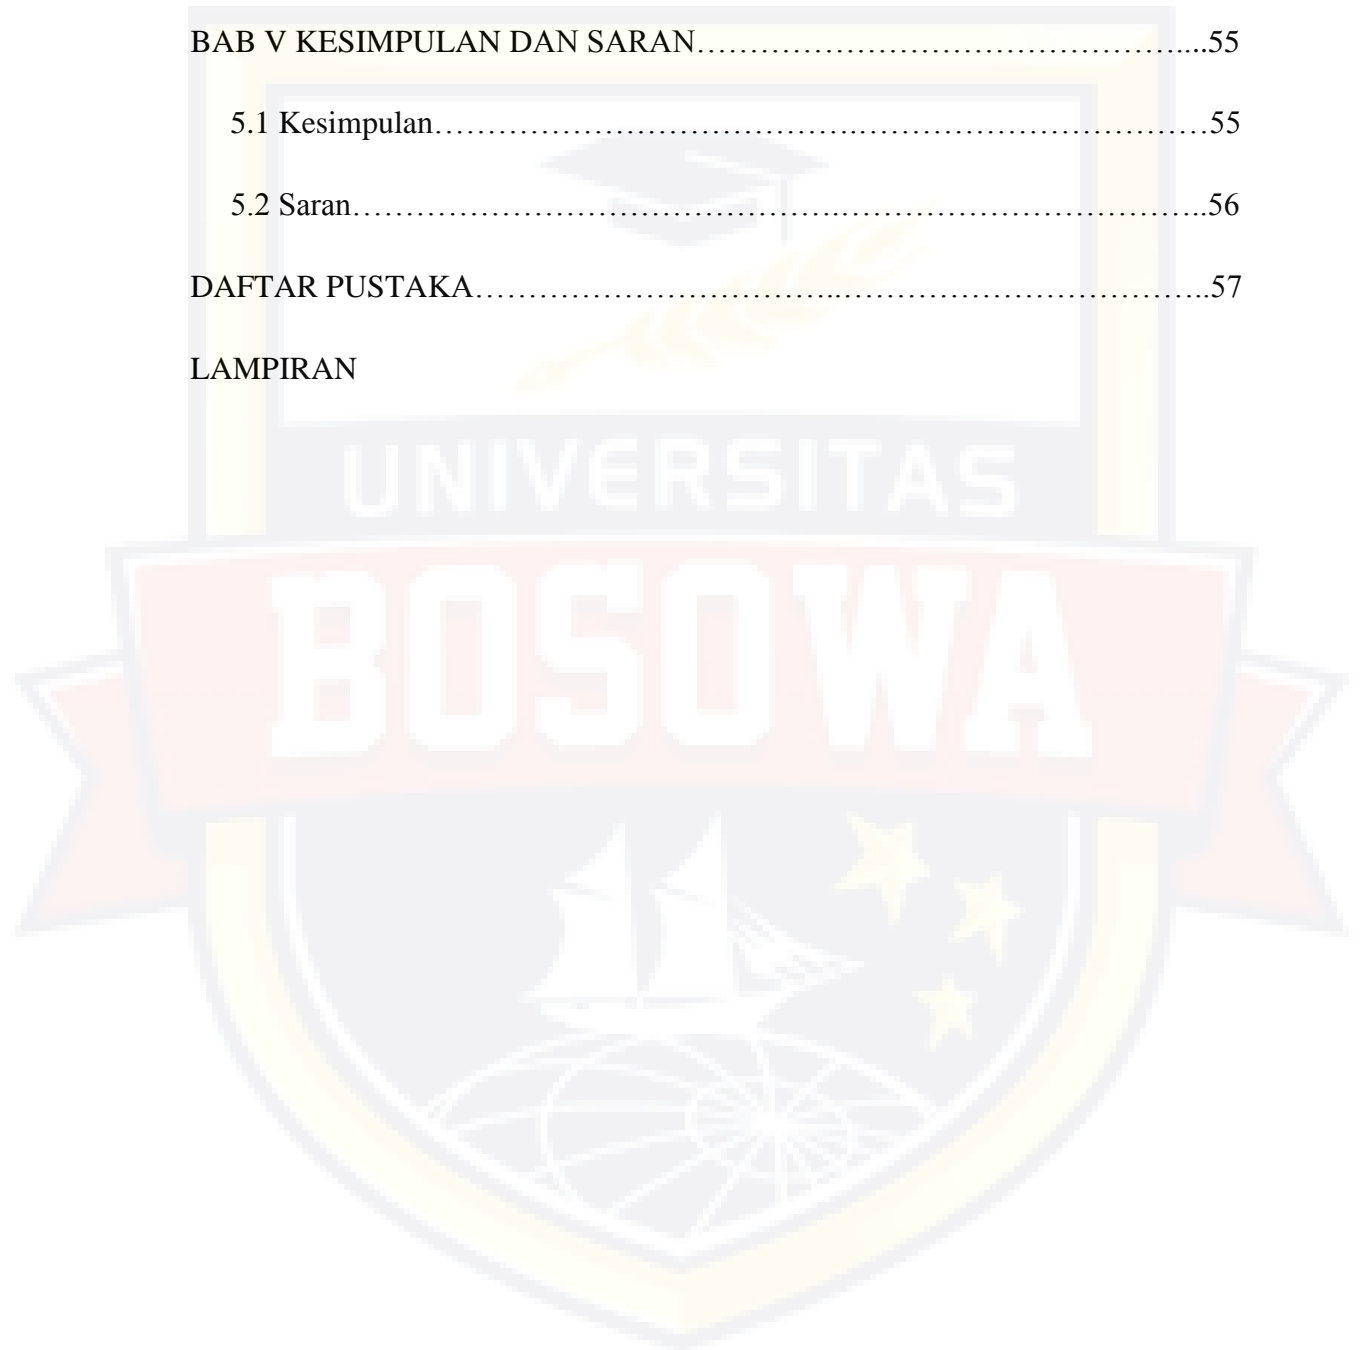 BAB V KESIMPULAN DAN SARAN…………………………………………....55
5.1 Kesimpulan………………………………….………………………………55
5.2 Saran……………………………………….………………………………..56
DAFTAR PUSTAKA……………………………..………………………………..57
LAMPIRAN
UNIVERSITAS
BOSOWA